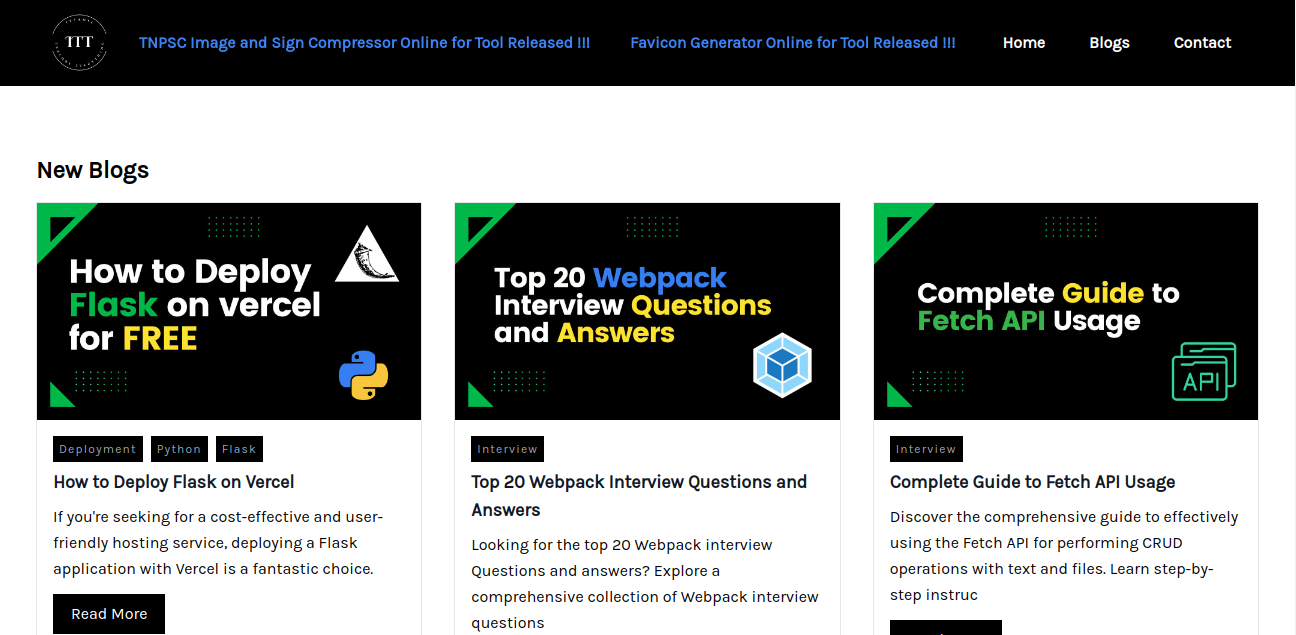 TTT
TNPSC Image and Sign Compressor Online for Tool Released !!!
Favicon Generator Online for Tool Released !!!
Home
Blogs
Contact
New Blogs
How to Deploy
Flask on vercel
for FREE
Deployment
Python
Flask
How to Deploy Flask on Vercel
If you're seeking for a cost-effective and user-
friendly hosting service, deploying a Flask
application with Vercel is a fantastic choice.
Read More
Top 20 Webpack
Interview Questions
and Answers
Interview
Top 20 Webpack Interview Questions and
Answers
Looking for the top 20 Webpack interview
Questions and answers? Explore a
comprehensive collection of Webpack interview
questions
Complete Guide to
Fetch API Usage
API
Interview
Complete Guide to Fetch API Usage
Discover the comprehensive guide to effectively
using the Fetch API for performing CRUD
operations with text and files. Learn step-by-
step instruc